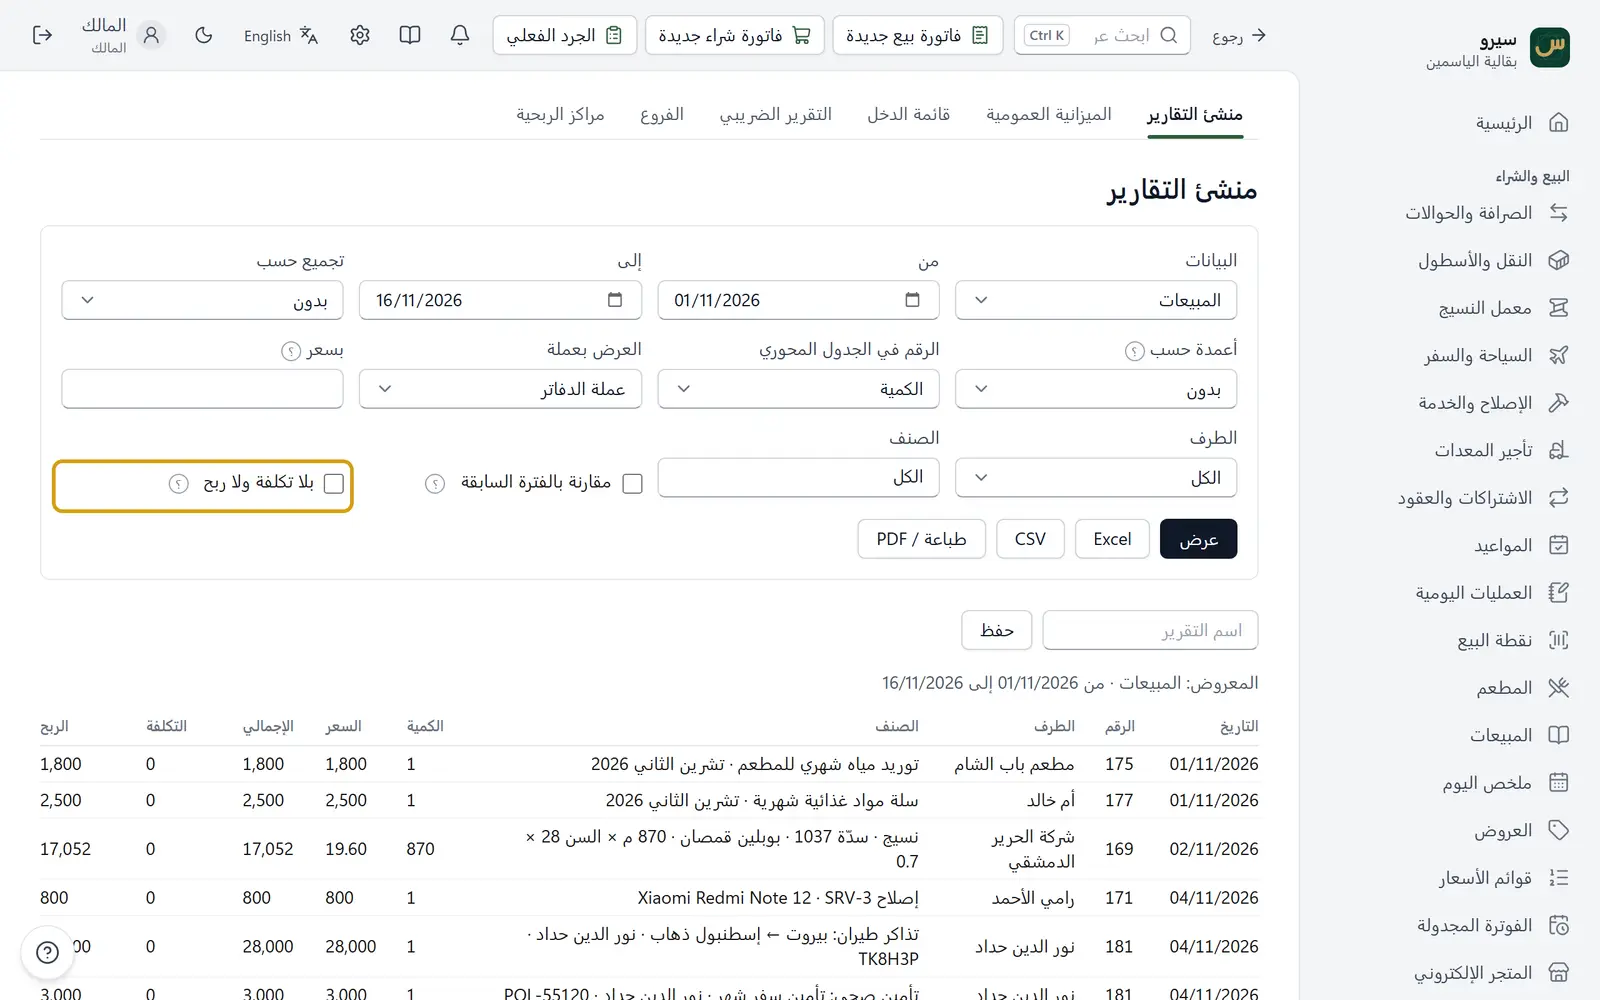 سيرو
بقالية الياسمين
رجوع
ابحث عر
Ctrl K
فاتورة بيع جديدة
فاتورة شراء جديدة
الجرد الفعلي
English
المالك
المالك
الرئيسية
البيع والشراء
الصرافة والحوالات
النقل والأسطول
معمل النسيج
السياحة والسفر
الإصلاح والخدمة
تأجير المعدات
الاشتراكات والعقود
المواعيد
العمليات اليومية
نقطة البيع
المطعم
المبيعات
ملخص اليوم
العروض
قوائم الأسعار
الفوترة المجدولة
المتجر الإلكتروني
منشئ التقارير
الميزانية العمومية
قائمة الدخل
التقرير الضريبي
الفروع
مراكز الربحية
منشئ التقارير
البيانات
من
إلى
تجميع حسب
المبيعات
01/11/2026
16/11/2026
بدون
أعمدة حسب ؟
الرقم في الجدول المحوري
العرض بعملة
بسعر ؟
بدون
الكمية
عملة الدفاتر
الطرف
الصنف
الكل
الكل
مقارنة بالفترة السابقة ؟
بلا تكلفة ولا ربح ؟
عرض
Excel
CSV
طباعة / PDF
اسم التقرير
حفظ
المعروض: المبيعات · من 01/11/2026 إلى 16/11/2026
التاريخ الرقم الطرف الصنف الكمية السعر الإجمالي التكلفة الربح
01/11/2026 175 مطعم باب الشام توريد مياه شهري للمطعم · تشرين الثاني 2026 1 1,800 1,800 0 1,800
01/11/2026 177 أم خالد سلة مواد غذائية شهرية · تشرين الثاني 2026 1 2,500 2,500 0 2,500
02/11/2026 169 شركة الحرير الدمشقي نسيج · سدّة 1037 · بوبلين قمصان · 870 م × السن 28 × 0.7 870 19.60 17,052 0 17,052
04/11/2026 171 رامي الأحمد إصلاح Xiaomi Redmi Note 12 · SRV-3 1 800 800 0 800
04/11/2026 181 نور الدين حداد تذاكر طيران: بيروت ← إسطنبول ذهاب · نور الدين حداد · TK8H3P 1 28,000 28,000 0 00
04/11/2026 181 نور الدين حداد تأمين صحي: تأمين سفر شهر · نور الدين حداد · POL-55120 1 3,000 3,000 0 3,000